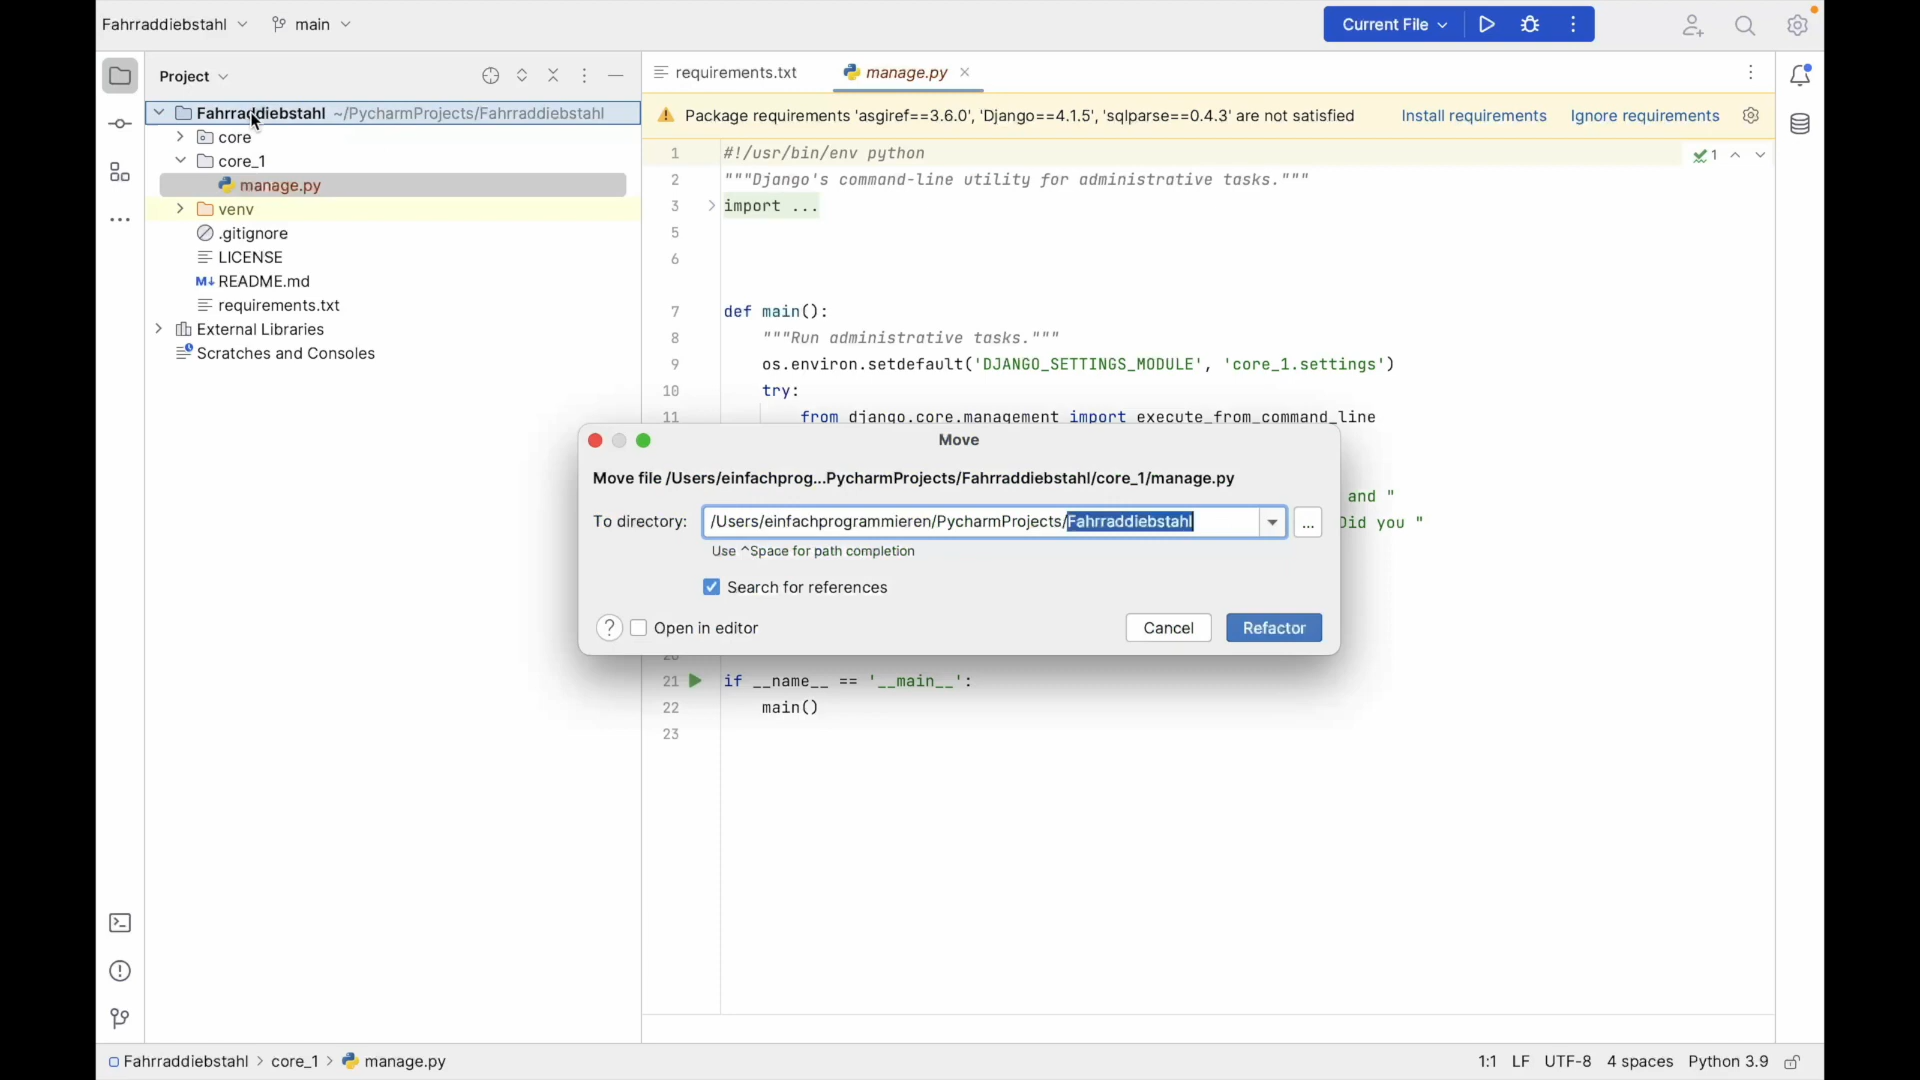 Fahrraddiebstahl
main
Current File
Project
requirements.txt
manage.py
Fahrraddiebstahl ~/PycharmProjects/Fahrraddiebstahl
core
core_1
manage.py
venv
.gitignore
LICENSE
M↓ README.md
requirements.txt
External Libraries
Scratches and Consoles
Package requirements 'asgiref==3.6.0', 'Django==4.1.5', 'sqlparse==0.4.3' are not satisfied
Install requirements
Ignore requirements
1
1 #!/usr/bin/env python
2 """Django's command-line utility for administrative tasks."""
3 import ...
5
6
7 def main():
8 """Run administrative tasks."""
9 os.environ.setdefault('DJANGO_SETTINGS_MODULE', 'core_1.settings')
10 try:
11 from django.core.management import execute_from_command_line
and "
Did you "
Move
Move file /Users/einfachprog...PycharmProjects/Fahrraddiebstahl/core_1/manage.py
To directory: /Users/einfachprogrammieren/PycharmProjects/Fahrraddiebstahl ...
Use ^Space for path completion
Search for references
? Open in editor
Cancel
Refactor
21 if __name__ == '__main__':
22 main()
23
Fahrraddiebstahl > core_1 > manage.py
1:1 LF UTF-8 4 spaces Python 3.9